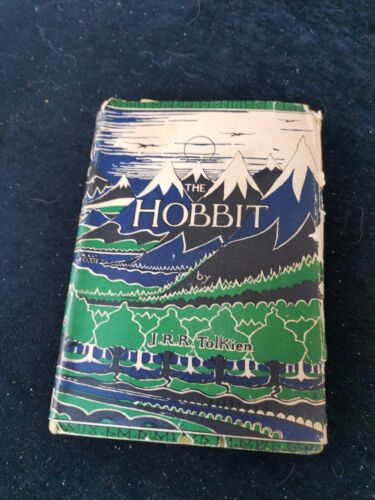 THE
HOBBIT
by
J.R.R. Tolkien